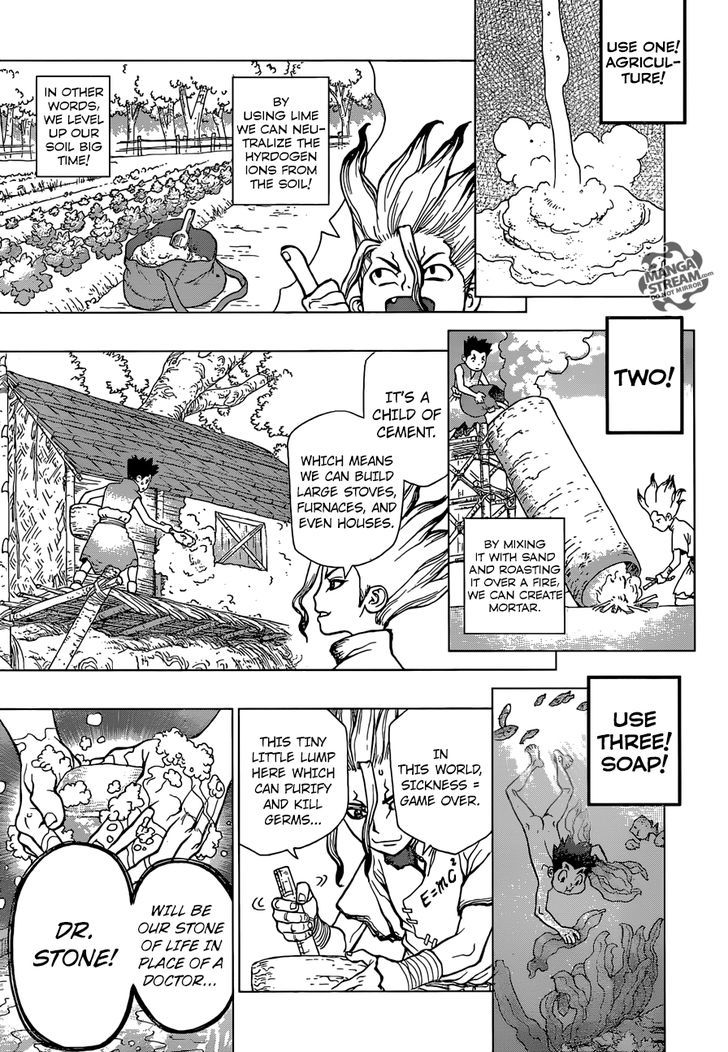 USE ONE!
AGRICUL-
TURE!
BY
USING LIME
WE CAN NEU-
TRALIZE THE
HYRDOGEN
IONS FROM
THE SOIL!
IN OTHER
WORDS,
WE LEVEL
UP OUR
SOIL BIG
TIME!
MANGA
STREAM.com
DO NOT MIRROR
TWO!
BY MIXING
IT WITH SAND
AND ROASTING
IT OVER A FIRE,
WE CAN CREATE
MORTAR.
IT'S A
CHILD OF
CEMENT.
WHICH MEANS
WE CAN BUILD
LARGE STOVES,
FURNACES, AND
EVEN HOUSES.
USE
THREE!
SOAP!
IN
THIS WORLD,
SICKNESS =
GAME OVER.
THIS TINY
LITTLE LUMP
HERE WHICH
CAN PURIFY
AND KILL
GERMS...
E=mc²
WILL BE
OUR STONE
OF LIFE IN
PLACE OF A
DOCTOR...
DR.
STONE!